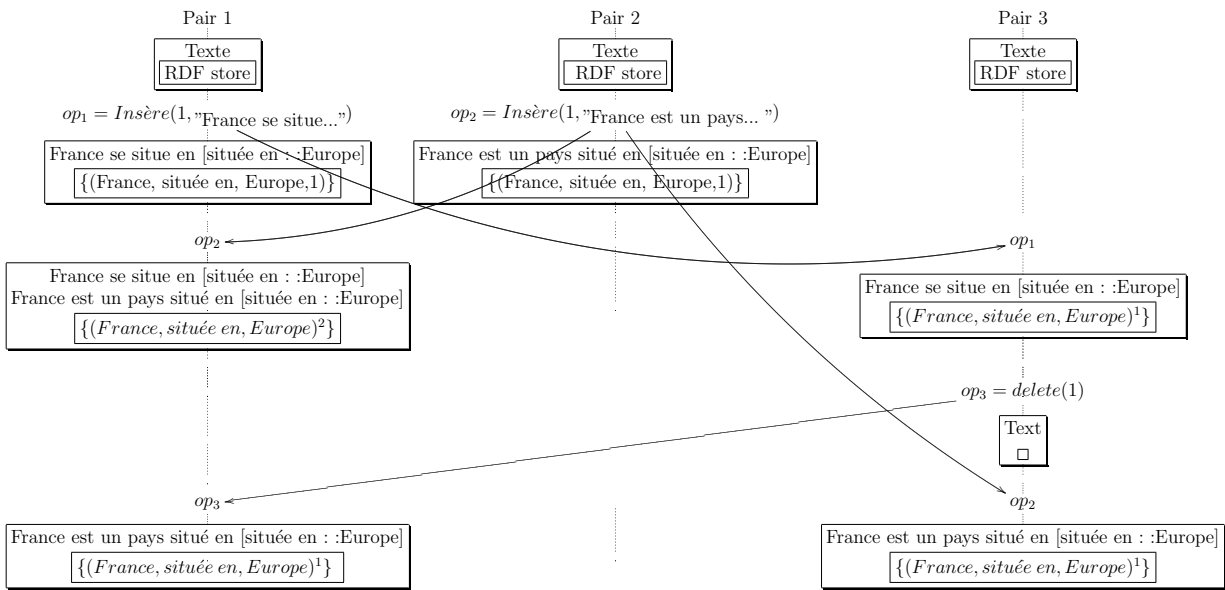 Pair 1
Pair 2
Pair 3
Texte
RDF store
Texte
RDF store
Texte
RDF store
op₁ = Insère(1,"France se situe...")
op₂ = Insère(1,"France est un pays... ")
France se situe en [située en : :Europe]
{(France, située en, Europe,1)}
France est un pays situé en [située en : :Europe]
{(France, située en, Europe,1)}
op₂
op₁
France se situe en [située en : :Europe]
France est un pays situé en [située en : :Europe]
{(France, située en, Europe)²}
France se situe en [située en : :Europe]
{(France, située en, Europe)¹}
op₃ = delete(1)
Text
op₃
op₂
France est un pays situé en [située en : :Europe]
{(France, située en, Europe)¹}
France est un pays situé en [située en : :Europe]
{(France, située en, Europe)¹}